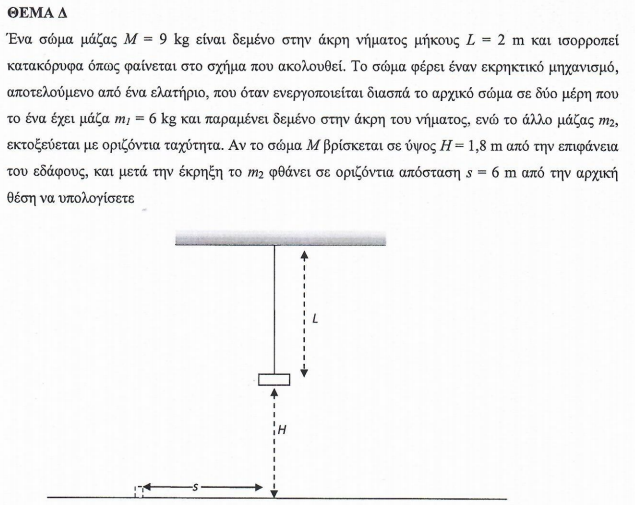 ΘΕΜΑ Δ
Ένα σώμα μάζας M = 9 kg είναι δεμένο στην άκρη νήματος μήκους L = 2 m και ισορροπεί
κατακόρυφα όπως φαίνεται στο σχήμα που ακολουθεί. Το σώμα φέρει έναν εκρηκτικό μηχανισμό,
αποτελούμενο από ένα ελατήριο, που όταν ενεργοποιείται διασπά το αρχικό σώμα σε δύο μέρη που
το ένα έχει μάζα m1 = 6 kg και παραμένει δεμένο στην άκρη του νήματος, ενώ το άλλο μάζας m2,
εκτοξεύεται με οριζόντια ταχύτητα. Αν το σώμα M βρίσκεται σε ύψος H = 1,8 m από την επιφάνεια
του εδάφους, και μετά την έκρηξη το m2 φθάνει σε οριζόντια απόσταση s = 6 m από την αρχική
θέση να υπολογίσετε
L
H
s